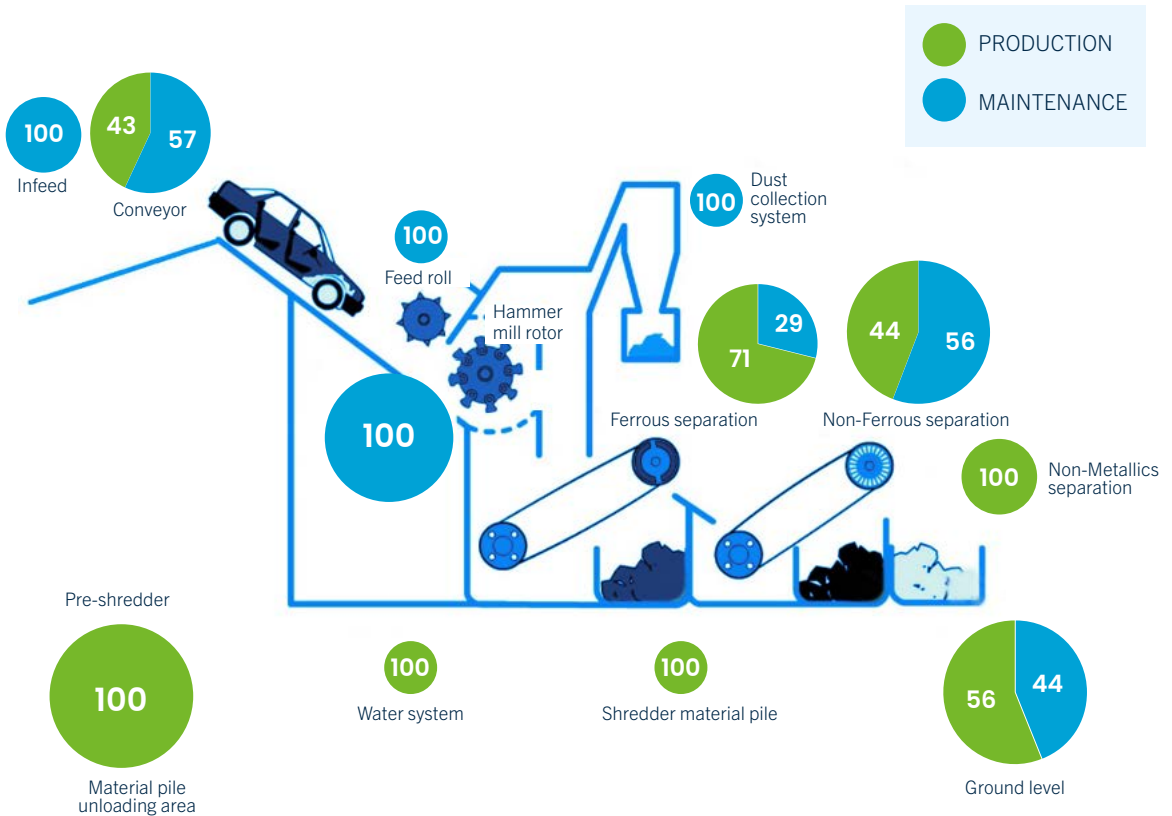 PRODUCTION
MAINTENANCE
100
Infeed
43
57
Conveyor
100
Feed roll
Hammer
mill rotor
100
100
Dust
collection
system
71
29
Ferrous separation
44
56
Non-Ferrous separation
100
Non-Metallics
separation
Pre-shredder
100
Material pile
unloading area
100
Water system
100
Shredder material pile
56
44
Ground level